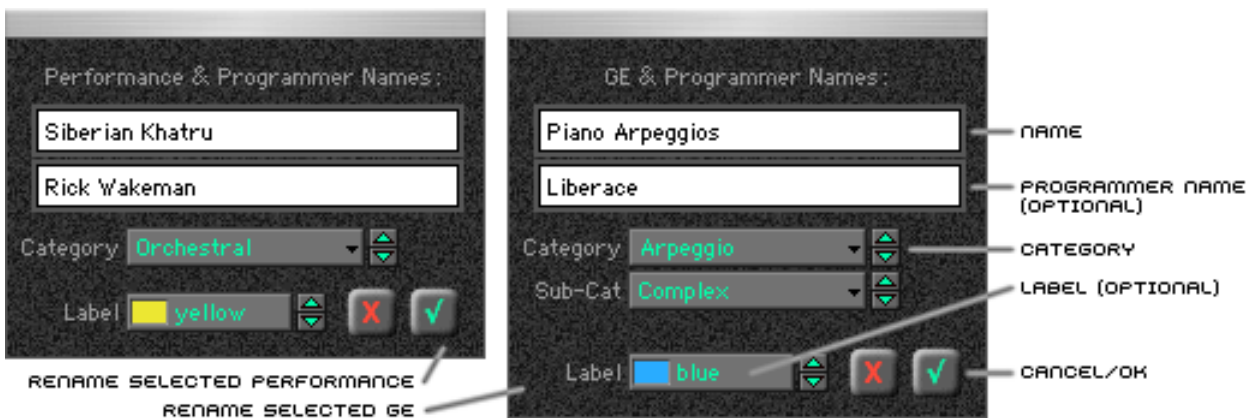 Performance & Programmer Names:
Siberian Khatru
Rick Wakeman
Category Orchestral
Label yellow X √
RENAME SELECTED PERFORMANCE
RENAME SELECTED GE
GE & Programmer Names:
Piano Arpeggios
Liberace
Category Arpeggio
Sub-Cat Complex
Label blue X √
NAME
PROGRAMMER NAME
(OPTIONAL)
CATEGORY
LABEL (OPTIONAL)
CANCEL/OK